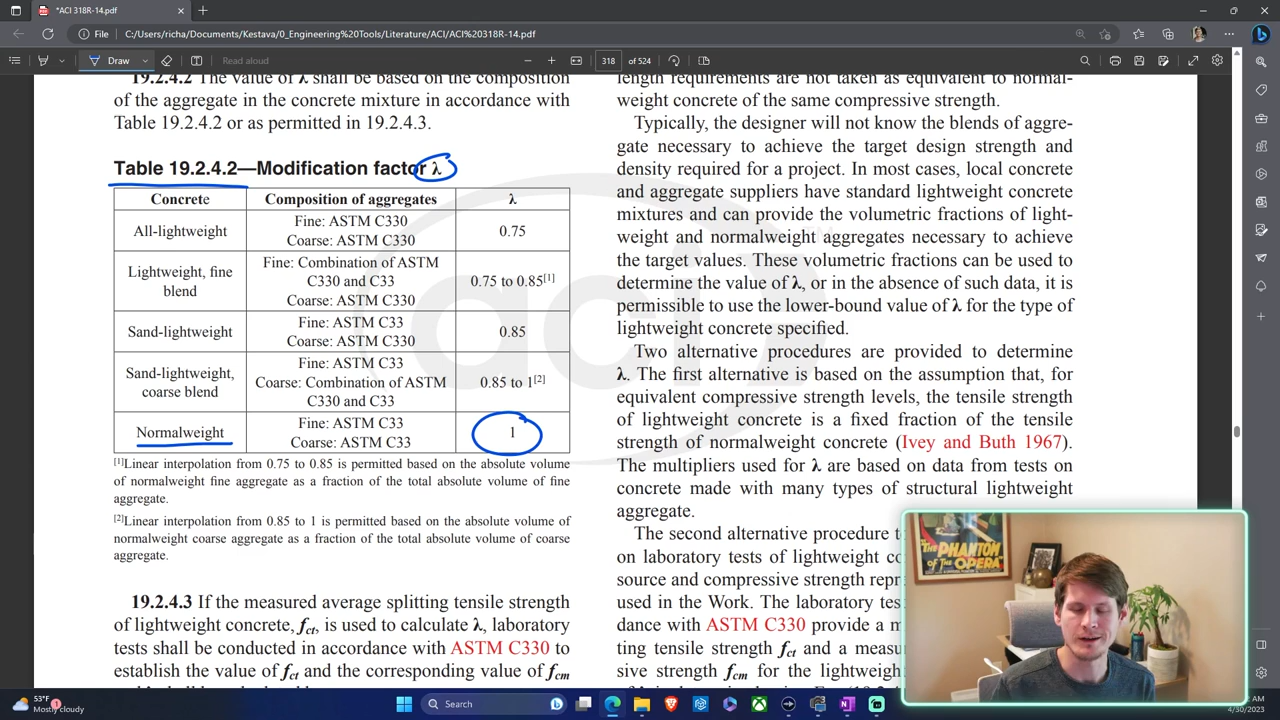 *ACI 318R-14.pdf
File
C:/Users/richa/Documents/Kestava/0_Engineering%20Tools/Literature/ACI/ACI%20318R-14.pdf
Draw
Read aloud
318 of 524
19.2.4.2 The value of λ shall be based on the composition
of the aggregate in the concrete mixture in accordance with
Table 19.2.4.2 or as permitted in 19.2.4.3.
Table 19.2.4.2—Modification factor λ
Concrete Composition of aggregates λ
All-lightweight Fine: ASTM C330
Coarse: ASTM C330 0.75
Lightweight, fine
blend Fine: Combination of ASTM
C330 and C33
Coarse: ASTM C330 0.75 to 0.85[1]
Sand-lightweight Fine: ASTM C33
Coarse: ASTM C330 0.85
Sand-lightweight,
coarse blend Fine: ASTM C33
Coarse: Combination of ASTM
C330 and C33 0.85 to 1[2]
Normalweight Fine: ASTM C33
Coarse: ASTM C33 1
[1]Linear interpolation from 0.75 to 0.85 is permitted based on the absolute volume
of normalweight fine aggregate as a fraction of the total absolute volume of fine
aggregate.
[2]Linear interpolation from 0.85 to 1 is permitted based on the absolute volume of
normalweight coarse aggregate as a fraction of the total absolute volume of coarse
aggregate.
19.2.4.3 If the measured average splitting tensile strength
of lightweight concrete, fct, is used to calculate λ, laboratory
tests shall be conducted in accordance with ASTM C330 to
establish the value of fct and the corresponding value of fcm
length requirements are not taken as equivalent to normal-
weight concrete of the same compressive strength.
Typically, the designer will not know the blends of aggre-
gate necessary to achieve the target design strength and
density required for a project. In most cases, local concrete
and aggregate suppliers have standard lightweight concrete
mixtures and can provide the volumetric fractions of light-
weight and normalweight aggregates necessary to achieve
the target values. These volumetric fractions can be used to
determine the value of λ, or in the absence of such data, it is
permissible to use the lower-bound value of λ for the type of
lightweight concrete specified.
Two alternative procedures are provided to determine
λ. The first alternative is based on the assumption that, for
equivalent compressive strength levels, the tensile strength
of lightweight concrete is a fixed fraction of the tensile
strength of normalweight concrete (Ivey and Buth 1967).
The multipliers used for λ are based on data from tests on
concrete made with many types of structural lightweight
aggregate.
The second alternative procedure
on laboratory tests of lightweight
source and compressive strength
used in the Work. The laboratory
dance with ASTM C330 provide a
ting tensile strength fct and a
sive strength fcm for the
aci
"THE PHANTOM
OF THE OPERA"
53°F
Mostly cloudy
Search
4/30/2023